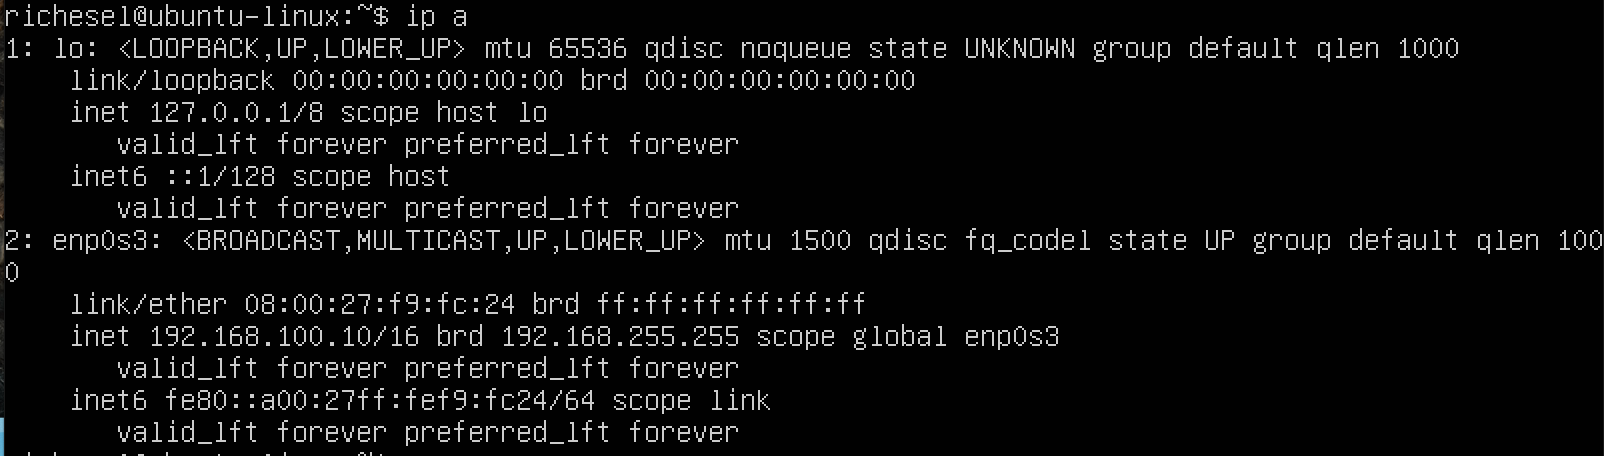 richesel@ubuntu-linux:~$ ip a
1: lo: <LOOPBACK,UP,LOWER_UP> mtu 65536 qdisc noqueue state UNKNOWN group default qlen 1000
    link/loopback 00:00:00:00:00:00 brd 00:00:00:00:00:00
    inet 127.0.0.1/8 scope host lo
       valid_lft forever preferred_lft forever
    inet6 ::1/128 scope host
       valid_lft forever preferred_lft forever
2: enp0s3: <BROADCAST,MULTICAST,UP,LOWER_UP> mtu 1500 qdisc fq_codel state UP group default qlen 100
0
    link/ether 08:00:27:f9:fc:24 brd ff:ff:ff:ff:ff:ff
    inet 192.168.100.10/16 brd 192.168.255.255 scope global enp0s3
       valid_lft forever preferred_lft forever
    inet6 fe80::a00:27ff:fef9:fc24/64 scope link
       valid_lft forever preferred_lft forever